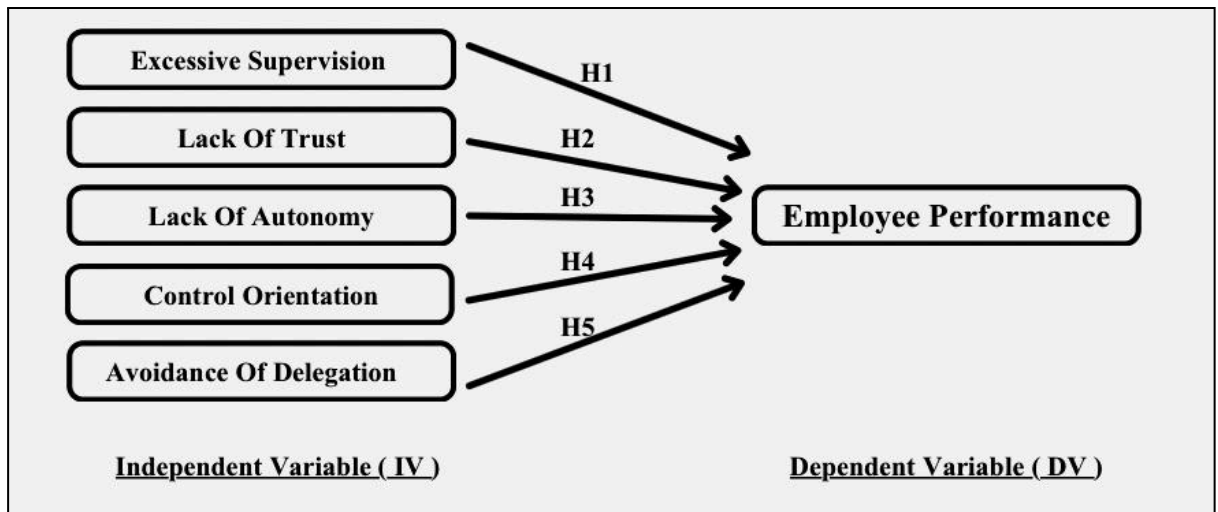 Excessive Supervision
H1
Lack Of Trust
H2
Lack Of Autonomy
H3
Employee Performance
Control Orientation
H4
Avoidance Of Delegation
H5
Independent Variable ( IV )
Dependent Variable ( DV )